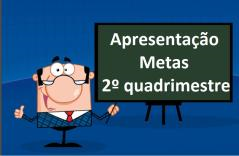 Apresentação
Metas
2º quadrimestre